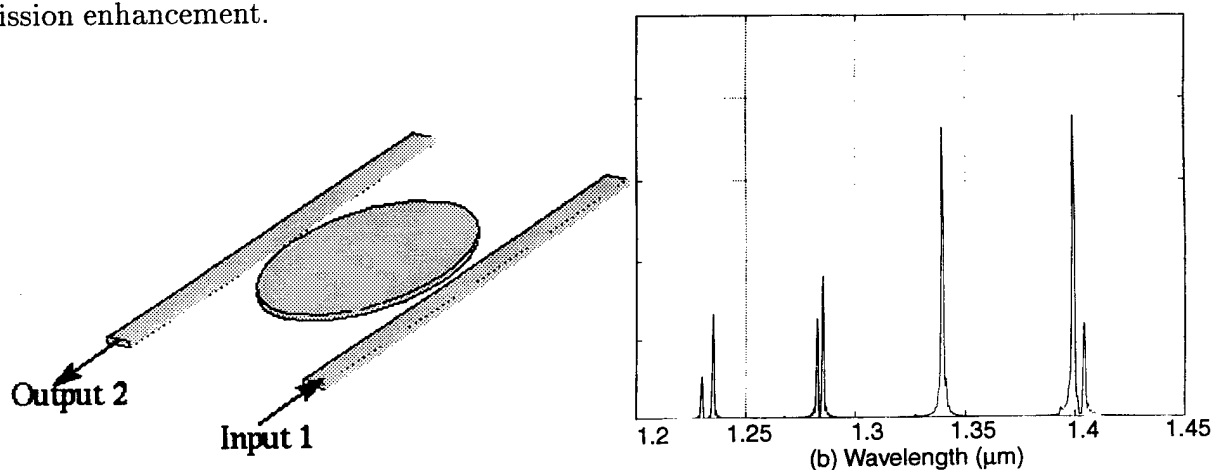 ission enhancement.
Output 2
Input 1
1.2 1.25 1.3 1.35 1.4 1.45
(b) Wavelength (μm)